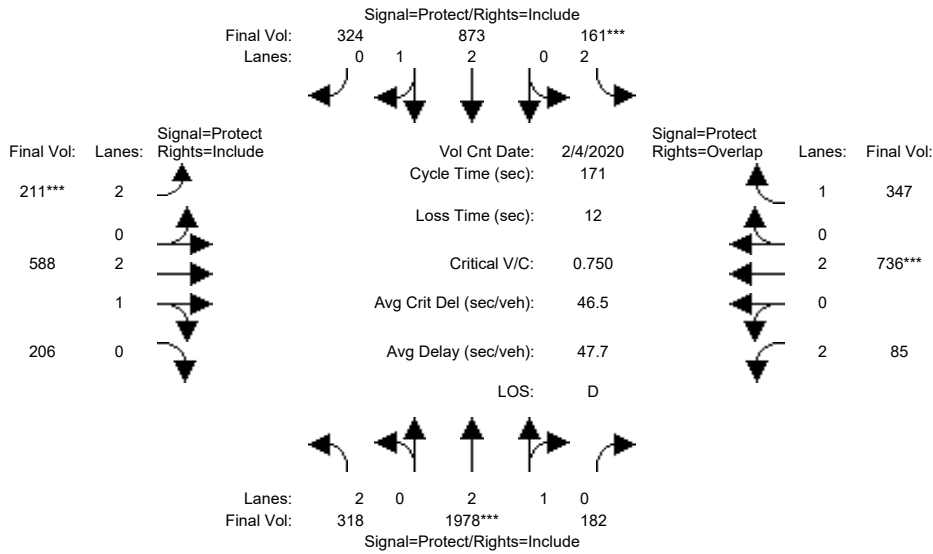 Signal=Protect/Rights=Include
Final Vol: 324 873 161***
Lanes: 0 1 2 0 2
Signal=Protect
Final Vol: Lanes: Rights=Include
Vol Cnt Date: 2/4/2020
Signal=Protect
Rights=Overlap Lanes: Final Vol:
Cycle Time (sec): 171
211*** 2
1 347
Loss Time (sec): 12
0
0
588 2
Critical V/C: 0.750
2 736***
1
Avg Crit Del (sec/veh): 46.5
0
206 0
Avg Delay (sec/veh): 47.7
2 85
LOS: D
Lanes: 2 0 2 1 0
Final Vol: 318 1978*** 182
Signal=Protect/Rights=Include